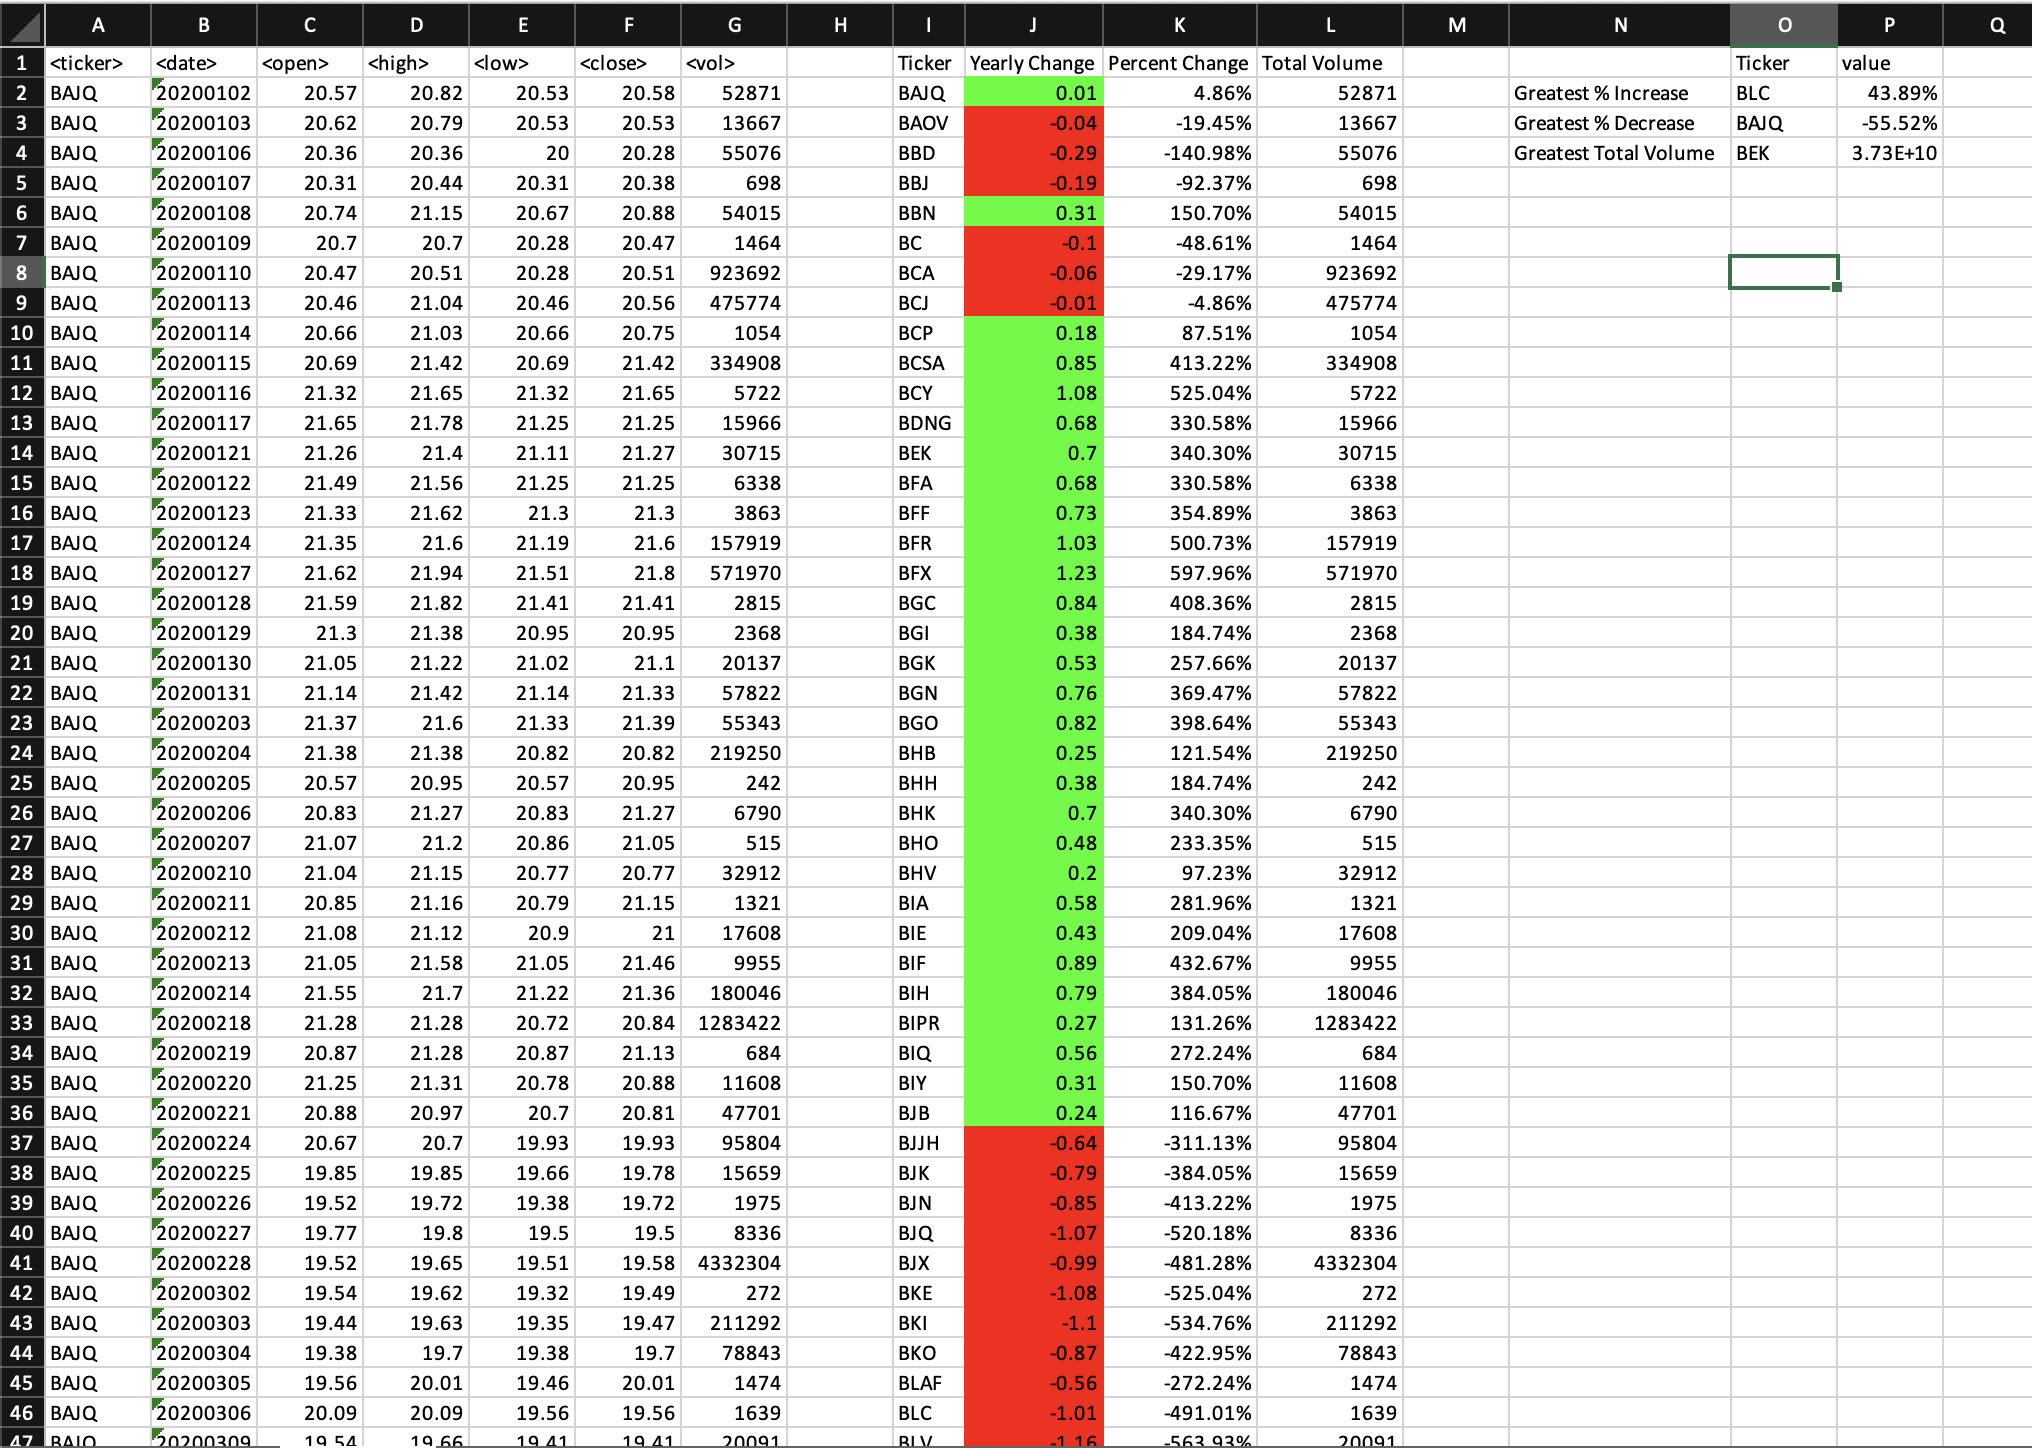 A B C D E F G H I J K L M N O P Q
1 <ticker> <date> <open> <high> <low> <close> <vol> Ticker Yearly Change Percent Change Total Volume Ticker value
2 BAJQ 20200102 20.57 20.82 20.53 20.58 52871 BAJQ 0.01 4.86% 52871 Greatest % Increase BLC 43.89%
3 BAJQ 20200103 20.62 20.79 20.53 20.53 13667 BAOV -0.04 -19.45% 13667 Greatest % Decrease BAJQ -55.52%
4 BAJQ 20200106 20.36 20.36 20 20.28 55076 BBD -0.29 -140.98% 55076 Greatest Total Volume BEK 3.73E+10
5 BAJQ 20200107 20.31 20.44 20.31 20.38 698 BBJ -0.19 -92.37% 698
6 BAJQ 20200108 20.74 21.15 20.67 20.88 54015 BBN 0.31 150.70% 54015
7 BAJQ 20200109 20.7 20.7 20.28 20.47 1464 BC -0.1 -48.61% 1464
8 BAJQ 20200110 20.47 20.51 20.28 20.51 923692 BCA -0.06 -29.17% 923692
9 BAJQ 20200113 20.46 21.04 20.46 20.56 475774 BCJ -0.01 -4.86% 475774
10 BAJQ 20200114 20.66 21.03 20.66 20.75 1054 BCP 0.18 87.51% 1054
11 BAJQ 20200115 20.69 21.42 20.69 21.42 334908 BCSA 0.85 413.22% 334908
12 BAJQ 20200116 21.32 21.65 21.32 21.65 5722 BCY 1.08 525.04% 5722
13 BAJQ 20200117 21.65 21.78 21.25 21.25 15966 BDNG 0.68 330.58% 15966
14 BAJQ 20200121 21.26 21.4 21.11 21.27 30715 BEK 0.7 340.30% 30715
15 BAJQ 20200122 21.49 21.56 21.25 21.25 6338 BFA 0.68 330.58% 6338
16 BAJQ 20200123 21.33 21.62 21.3 21.3 3863 BFF 0.73 354.89% 3863
17 BAJQ 20200124 21.35 21.6 21.19 21.6 157919 BFR 1.03 500.73% 157919
18 BAJQ 20200127 21.62 21.94 21.51 21.8 571970 BFX 1.23 597.96% 571970
19 BAJQ 20200128 21.59 21.82 21.41 21.41 2815 BGC 0.84 408.36% 2815
20 BAJQ 20200129 21.3 21.38 20.95 20.95 2368 BGI 0.38 184.74% 2368
21 BAJQ 20200130 21.05 21.22 21.02 21.1 20137 BGK 0.53 257.66% 20137
22 BAJQ 20200131 21.14 21.42 21.14 21.33 57822 BGN 0.76 369.47% 57822
23 BAJQ 20200203 21.37 21.6 21.33 21.39 55343 BGO 0.82 398.64% 55343
24 BAJQ 20200204 21.38 21.38 20.82 20.82 219250 BHB 0.25 121.54% 219250
25 BAJQ 20200205 20.57 20.95 20.57 20.95 242 BHH 0.38 184.74% 242
26 BAJQ 20200206 20.83 21.27 20.83 21.27 6790 BHK 0.7 340.30% 6790
27 BAJQ 20200207 21.07 21.2 20.86 21.05 515 BHO 0.48 233.35% 515
28 BAJQ 20200210 21.04 21.15 20.77 20.77 32912 BHV 0.2 97.23% 32912
29 BAJQ 20200211 20.85 21.16 20.79 21.15 1321 BIA 0.58 281.96% 1321
30 BAJQ 20200212 21.08 21.12 20.9 21 17608 BIE 0.43 209.04% 17608
31 BAJQ 20200213 21.05 21.58 21.05 21.46 9955 BIF 0.89 432.67% 9955
32 BAJQ 20200214 21.55 21.7 21.22 21.36 180046 BIH 0.79 384.05% 180046
33 BAJQ 20200218 21.28 21.28 20.72 20.84 1283422 BIPR 0.27 131.26% 1283422
34 BAJQ 20200219 20.87 21.28 20.87 21.13 684 BIQ 0.56 272.24% 684
35 BAJQ 20200220 21.25 21.31 20.78 20.88 11608 BIY 0.31 150.70% 11608
36 BAJQ 20200221 20.88 20.97 20.7 20.81 47701 BJB 0.24 116.67% 47701
37 BAJQ 20200224 20.67 20.7 19.93 19.93 95804 BJJH -0.64 -311.13% 95804
38 BAJQ 20200225 19.85 19.85 19.66 19.78 15659 BJK -0.79 -384.05% 15659
39 BAJQ 20200226 19.52 19.72 19.38 19.72 1975 BJN -0.85 -413.22% 1975
40 BAJQ 20200227 19.77 19.8 19.5 19.5 8336 BJQ -1.07 -520.18% 8336
41 BAJQ 20200228 19.52 19.65 19.51 19.58 4332304 BJX -0.99 -481.28% 4332304
42 BAJQ 20200302 19.54 19.62 19.32 19.49 272 BKE -1.08 -525.04% 272
43 BAJQ 20200303 19.44 19.63 19.35 19.47 211292 BKI -1.1 -534.76% 211292
44 BAJQ 20200304 19.38 19.7 19.38 19.7 78843 BKO -0.87 -422.95% 78843
45 BAJQ 20200305 19.56 20.01 19.46 20.01 1474 BLAF -0.56 -272.24% 1474
46 BAJQ 20200306 20.09 20.09 19.56 19.56 1639 BLC -1.01 -491.01% 1639
47 BAJQ 20200309 19.54 19.66 19.41 19.41 20091 BLV -1.16 -563.93% 20091